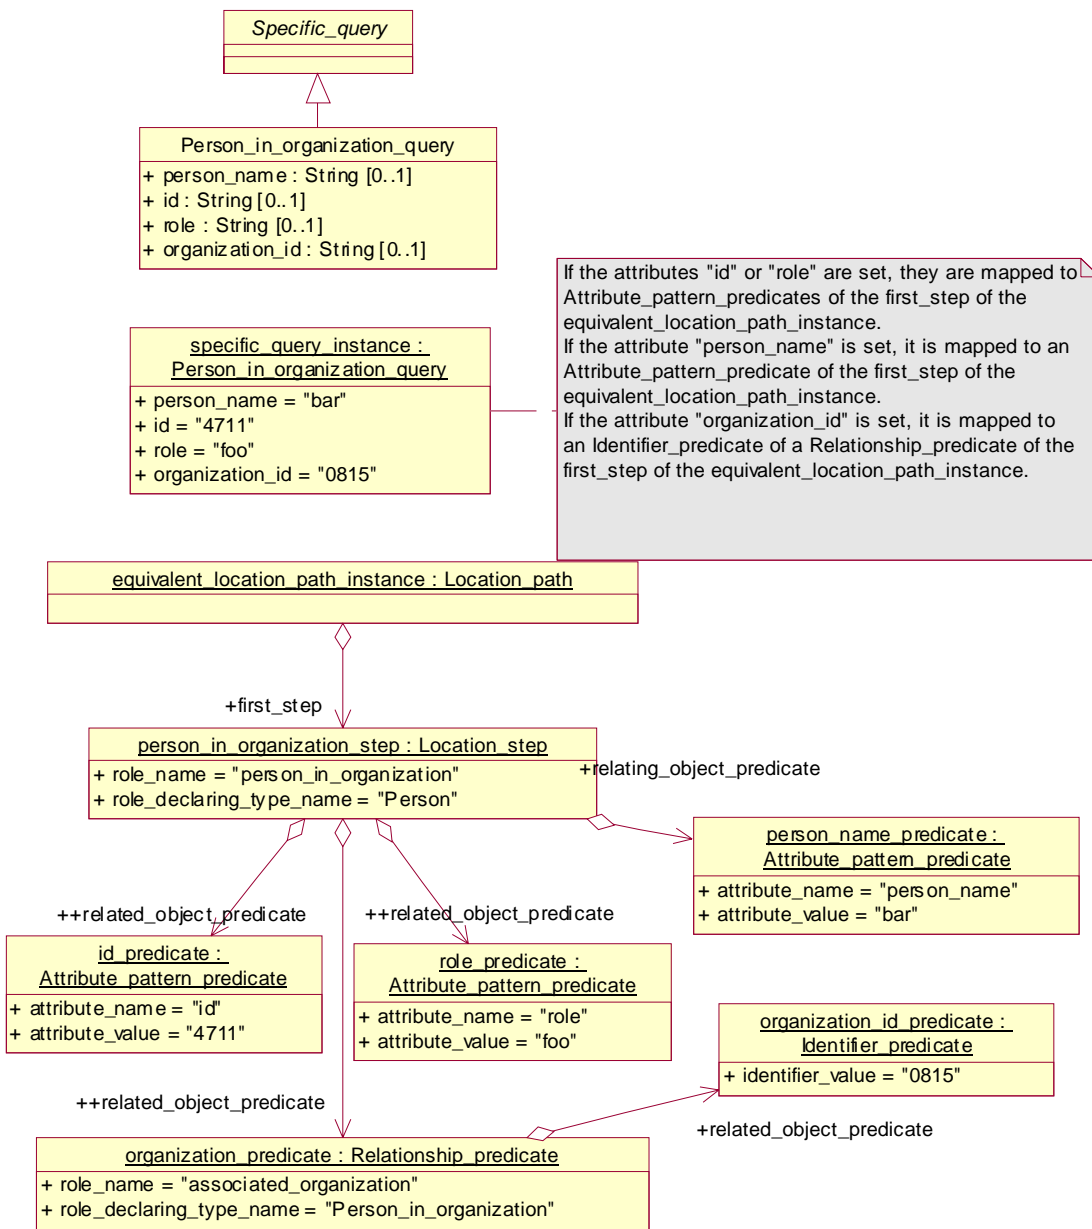 Specific_query
Person_in_organization_query
+ person_name : String [0..1]
+ id : String [0..1]
+ role : String [0..1]
+ organization_id : String [0..1]
If the attributes "id" or "role" are set, they are mapped to
Attribute_pattern_predicates of the first_step of the
equivalent_location_path_instance.
If the attribute "person_name" is set, it is mapped to an
Attribute_pattern_predicate of the first_step of the
equivalent_location_path_instance.
If the attribute "organization_id" is set, it is mapped to
an Identifier_predicate of a Relationship_predicate of the
first_step of the equivalent_location_path_instance.
specific_query_instance :
Person_in_organization_query
+ person_name = "bar"
+ id = "4711"
+ role = "foo"
+ organization_id = "0815"
equivalent_location_path_instance : Location_path
+first_step
person_in_organization_step : Location_step
+ role_name = "person_in_organization"
+ role_declaring_type_name = "Person"
+relating_object_predicate
person_name_predicate :
Attribute_pattern_predicate
+ attribute_name = "person_name"
+ attribute_value = "bar"
++related_object_predicate
++related_object_predicate
id_predicate :
Attribute_pattern_predicate
+ attribute_name = "id"
+ attribute_value = "4711"
role_predicate :
Attribute_pattern_predicate
+ attribute_name = "role"
+ attribute_value = "foo"
organization_id_predicate :
Identifier_predicate
+ identifier_value = "0815"
++related_object_predicate
+related_object_predicate
organization_predicate : Relationship_predicate
+ role_name = "associated_organization"
+ role_declaring_type_name = "Person_in_organization"